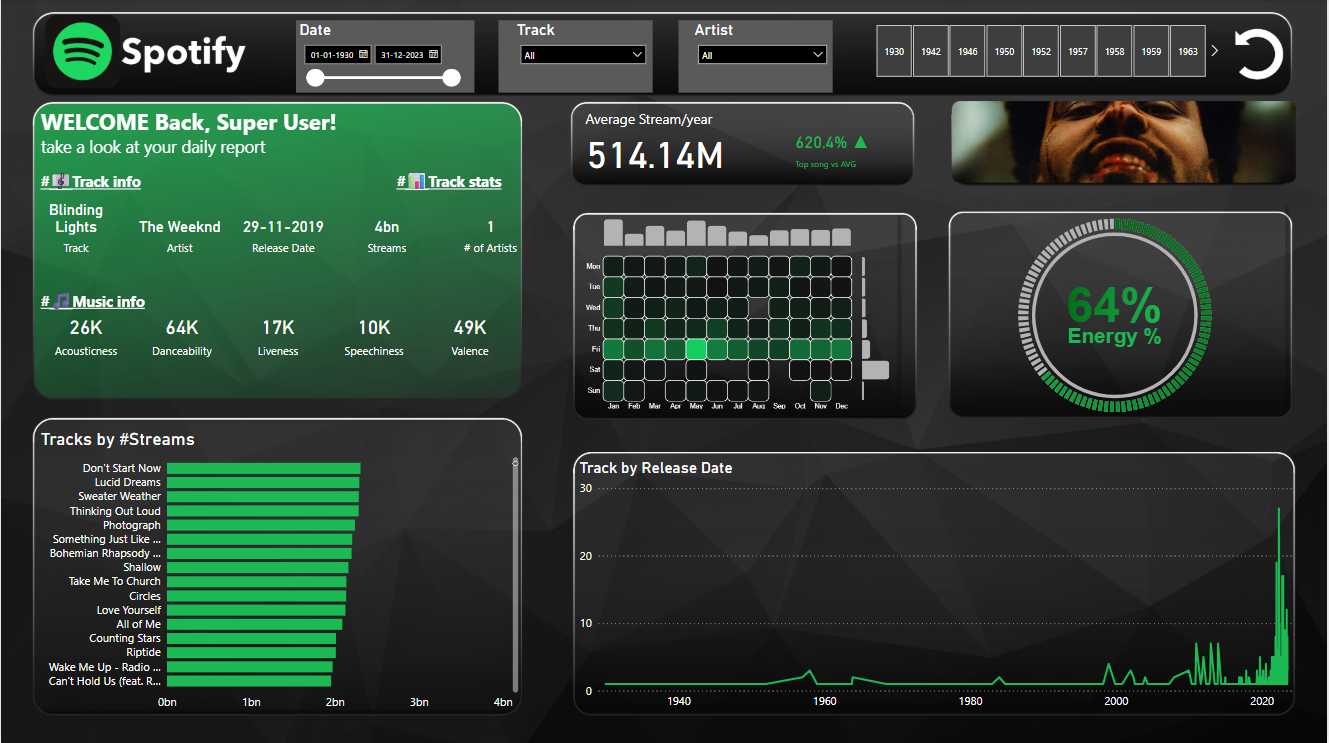 Spotify
Date
01-01-1930 31-12-2023
Track
All
Artist
All
1930 1942 1946 1950 1952 1957 1958 1959 1963
WELCOME Back, Super User!
take a look at your daily report
# Track info
# Track stats
Blinding
Lights
The Weeknd 29-11-2019 4bn 1
Track Artist Release Date Streams # of Artists
# Music info
26K 64K 17K 10K 49K
Acousticness Danceability Liveness Speechiness Valence
Average Stream/year
514.14M
620.4% ▲
Top song vs AVG
Mon
Tue
Wed
Thu
Fri
Sat
Sun
Jan Feb Mar Apr May Jun Jul Aug Sep Oct Nov Dec
64%
Energy %
Tracks by #Streams
Don't Start Now
Lucid Dreams
Sweater Weather
Thinking Out Loud
Photograph
Something Just Like ...
Bohemian Rhapsody ...
Shallow
Take Me To Church
Circles
Love Yourself
All of Me
Counting Stars
Riptide
Wake Me Up - Radio ...
Can't Hold Us (feat. R...
0bn 1bn 2bn 3bn 4bn
Track by Release Date
30
20
10
0
1940 1960 1980 2000 2020